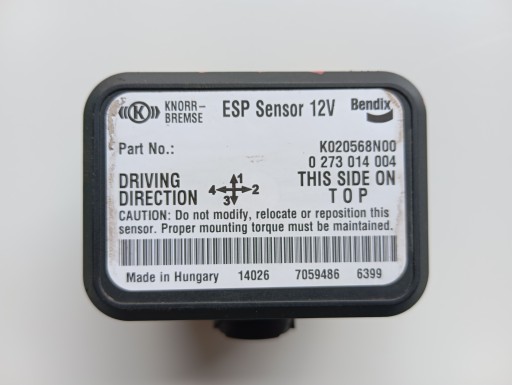 K KNORR- ESP Sensor 12V Bendix
BREMSE
Part No.: K020568N00
0 273 014 004
DRIVING 1 THIS SIDE ON
DIRECTION 4 2 T O P
3
CAUTION: Do not modify, relocate or reposition this
sensor. Proper mounting torque must be maintained.
Made in Hungary 14026 7059486 6399